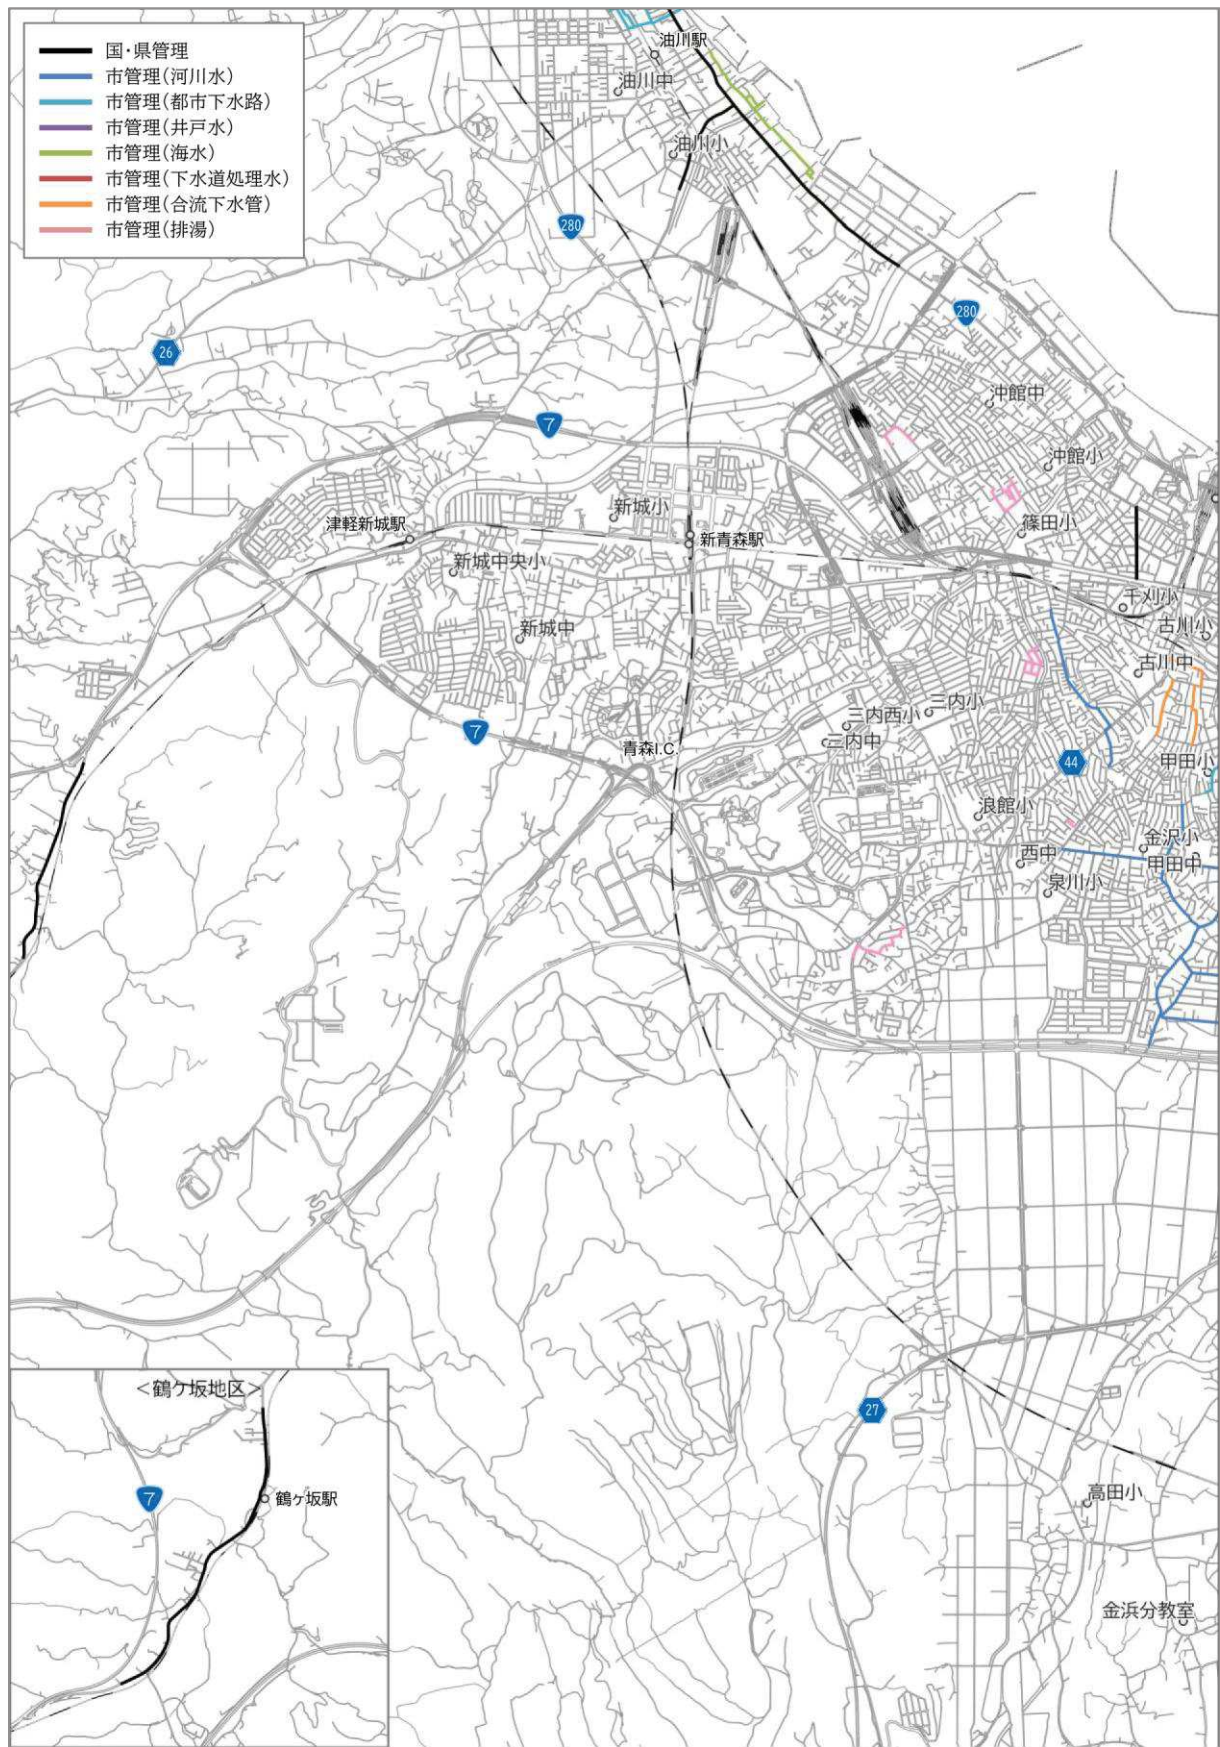 国・県管理
市管理(河川水)
市管理(都市下水路)
市管理(井戸水)
市管理(海水)
市管理(下水道処理水)
市管理(合流下水管)
市管理(排湯)
油川駅
油川中
油川小
280
280
26
沖館中
7
沖館小
新城小
津軽新城駅
篠田小
新青森駅
新城中央小
千刈小
新城中
古川小
古川中
三内小
三内西小
7
三内中
青森I.C.
44
甲田小
浪館小
金沢小
西中
甲田中
泉川小
<鶴ケ坂地区>
27
7
鶴ヶ坂駅
高田小
金浜分教室